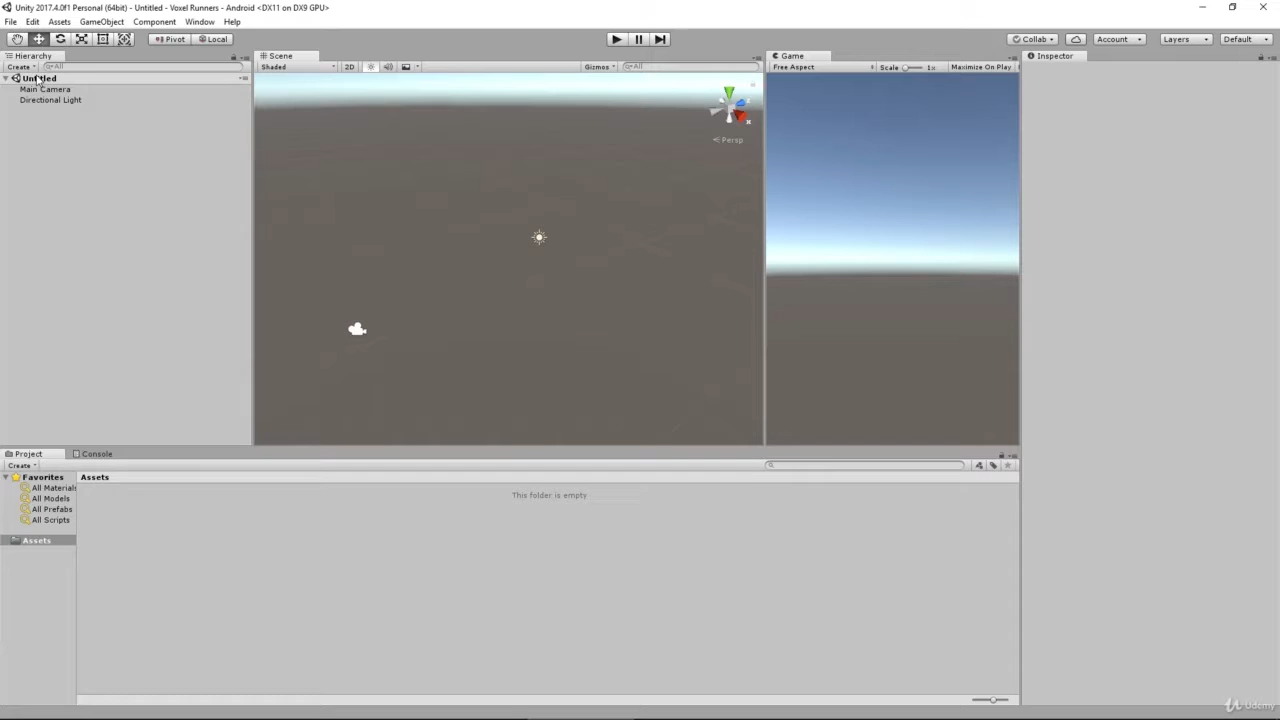 Unity 2017.4.0f1 Personal (64bit) - Untitled - Voxel Runners - Android <DX11 on DX9 GPU>
File Edit Assets GameObject Component Window Help
Pivot Local Collab Account Layers Default
Hierarchy Scene Game Inspector
Create All Shaded 2D Gizmos All Free Aspect Scale 1x Maximize On Play
Untitled
Main Camera
Directional Light
x
Persp
Project Console
Create
Favorites Assets
All Materials
All Models
All Prefabs
All Scripts
Assets
This folder is empty
Udemy